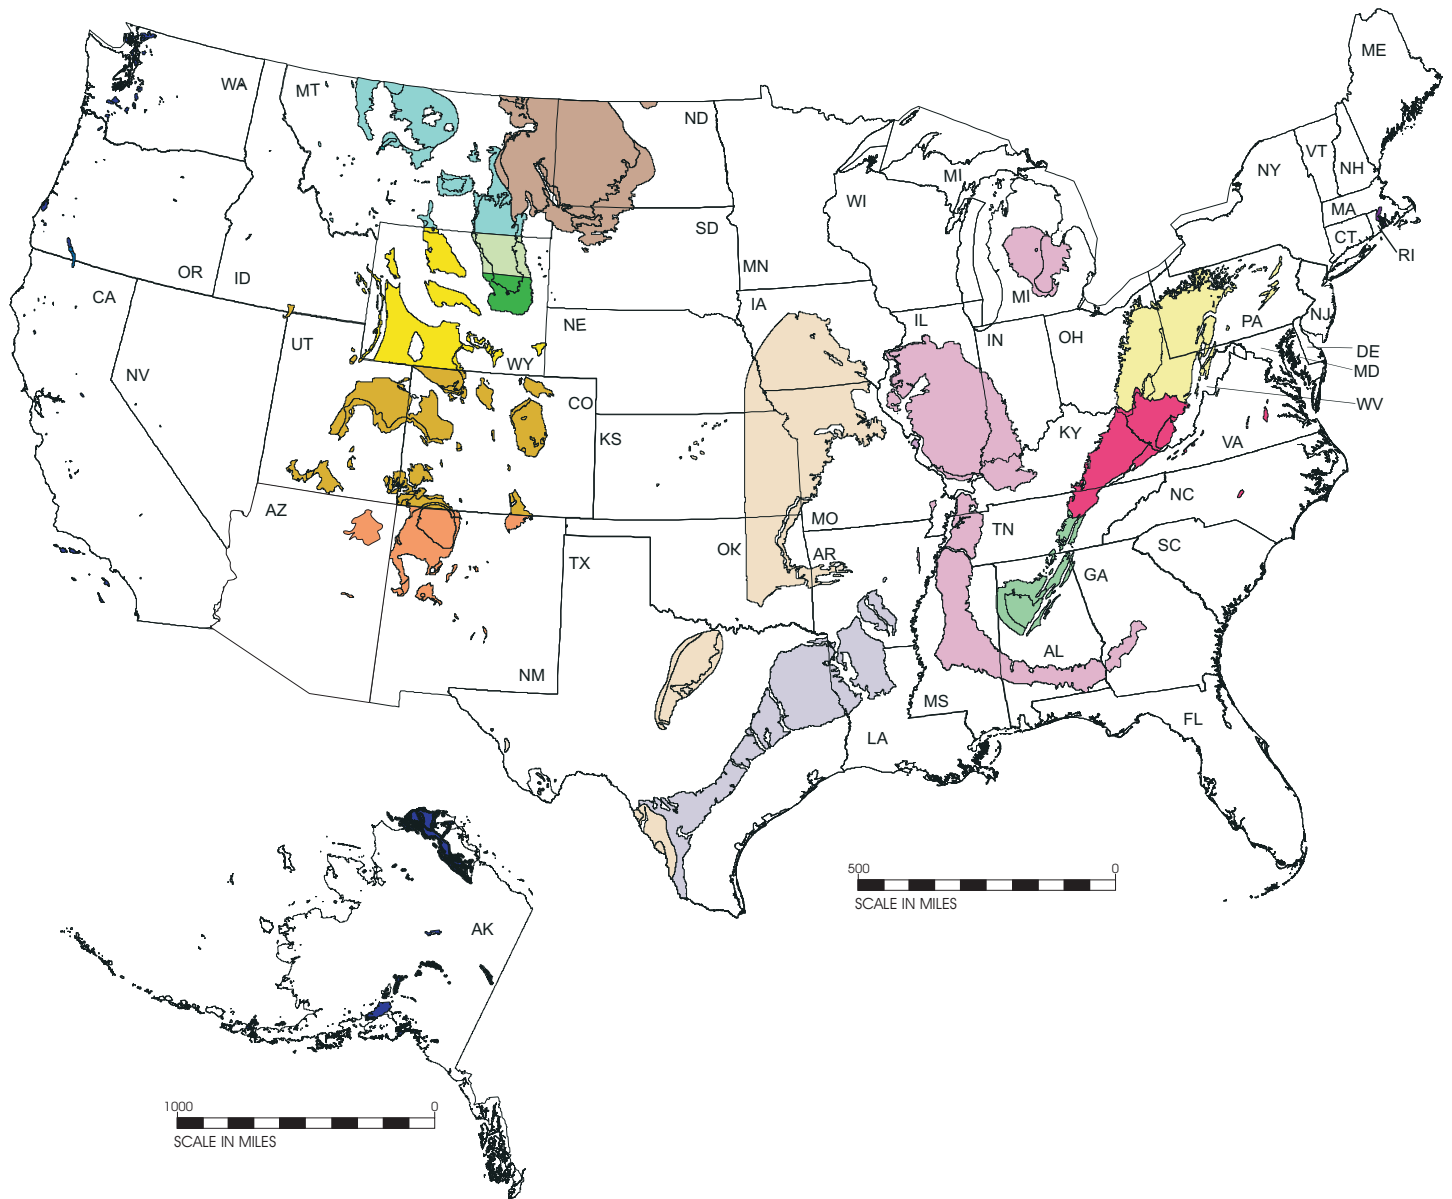 ME
WA
MT
ND
VT
NH
NY
MI
WI
MA
SD
CT
RI
MN
OR
ID
CA
IA
MI
NJ
IL
PA
NE
OH
IN
UT
DE
WY
MD
NV
CO
WV
KY
KS
VA
NC
AZ
MO
TN
OK
AR
SC
TX
GA
AL
NM
MS
FL
LA
500
0
SCALE IN MILES
AK
1000
0
SCALE IN MILES